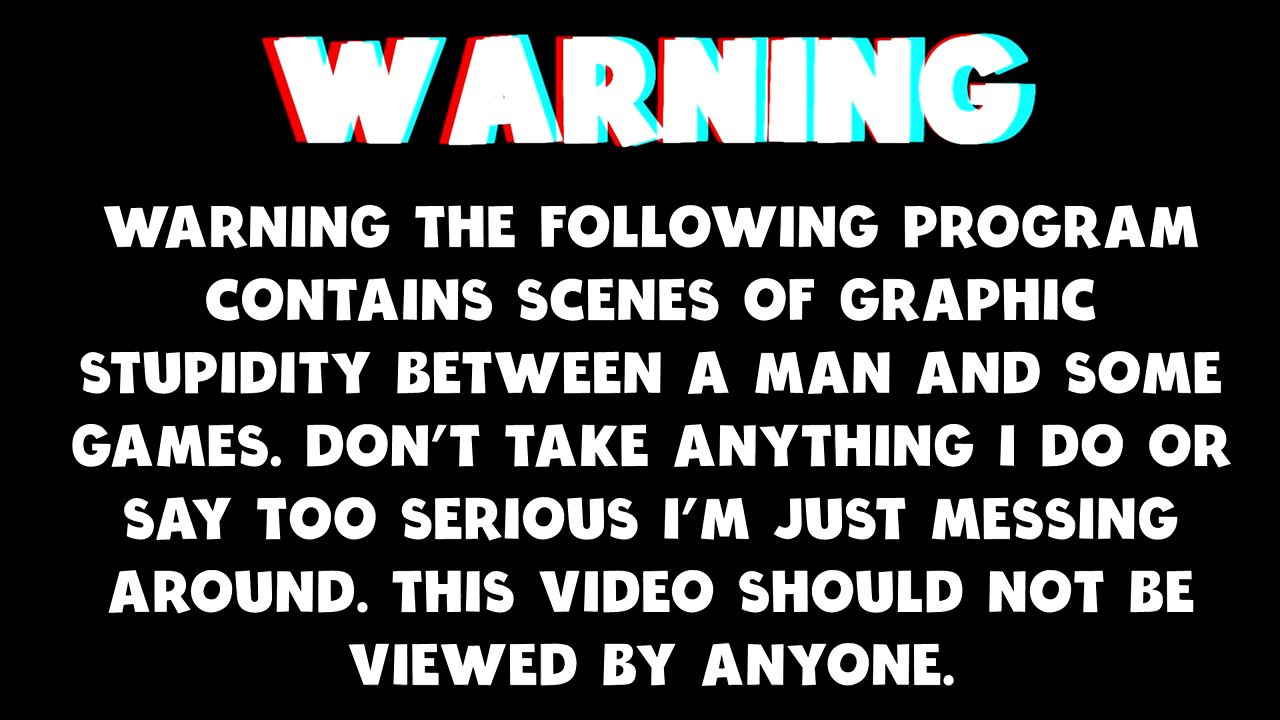 WARNING
WARNING THE FOLLOWING PROGRAM
CONTAINS SCENES OF GRAPHIC
STUPIDITY BETWEEN A MAN AND SOME
GAMES. DON'T TAKE ANYTHING I DO OR
SAY TOO SERIOUS I'M JUST MESSING
AROUND. THIS VIDEO SHOULD NOT BE
VIEWED BY ANYONE.